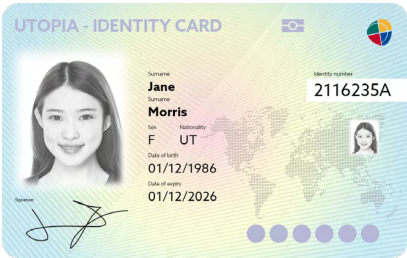 UTOPIA - IDENTITY CARD
Surname
Jane
Surname
Morris
Sex Nationality
F UT
Date of birth
01/12/1986
Date of expiry
01/12/2026
Identity number
2116235A
Signature